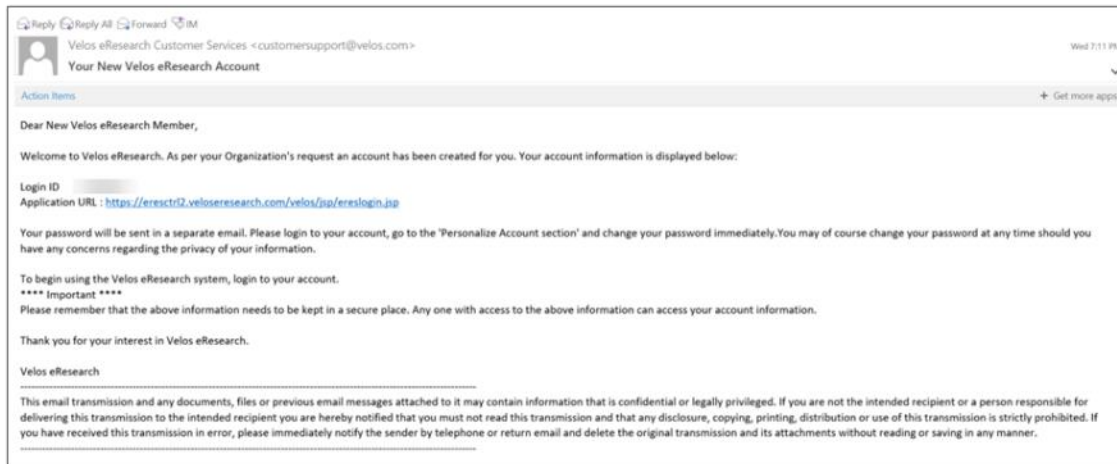 Reply Reply All Forward IM
Velos eResearch Customer Services <customersupport@velos.com>
Wed 7:11 PM
Your New Velos eResearch Account
Action Items
+ Get more apps
Dear New Velos eResearch Member,
Welcome to Velos eResearch. As per your Organization's request an account has been created for you. Your account information is displayed below:
Login ID
Application URL : https://eresctrl2.veloseresearch.com/velos/jsp/ereslogin.jsp
Your password will be sent in a separate email. Please login to your account, go to the 'Personalize Account section' and change your password immediately.You may of course change your password at any time should you
have any concerns regarding the privacy of your information.
To begin using the Velos eResearch system, login to your account.
**** Important ****
Please remember that the above information needs to be kept in a secure place. Any one with access to the above information can access your account information.
Thank you for your interest in Velos eResearch.
Velos eResearch
This email transmission and any documents, files or previous email messages attached to it may contain information that is confidential or legally privileged. If you are not the intended recipient or a person responsible for
delivering this transmission to the intended recipient you are hereby notified that you must not read this transmission and that any disclosure, copying, printing, distribution or use of this transmission is strictly prohibited. If
you have received this transmission in error, please immediately notify the sender by telephone or return email and delete the original transmission and its attachments without reading or saving in any manner.